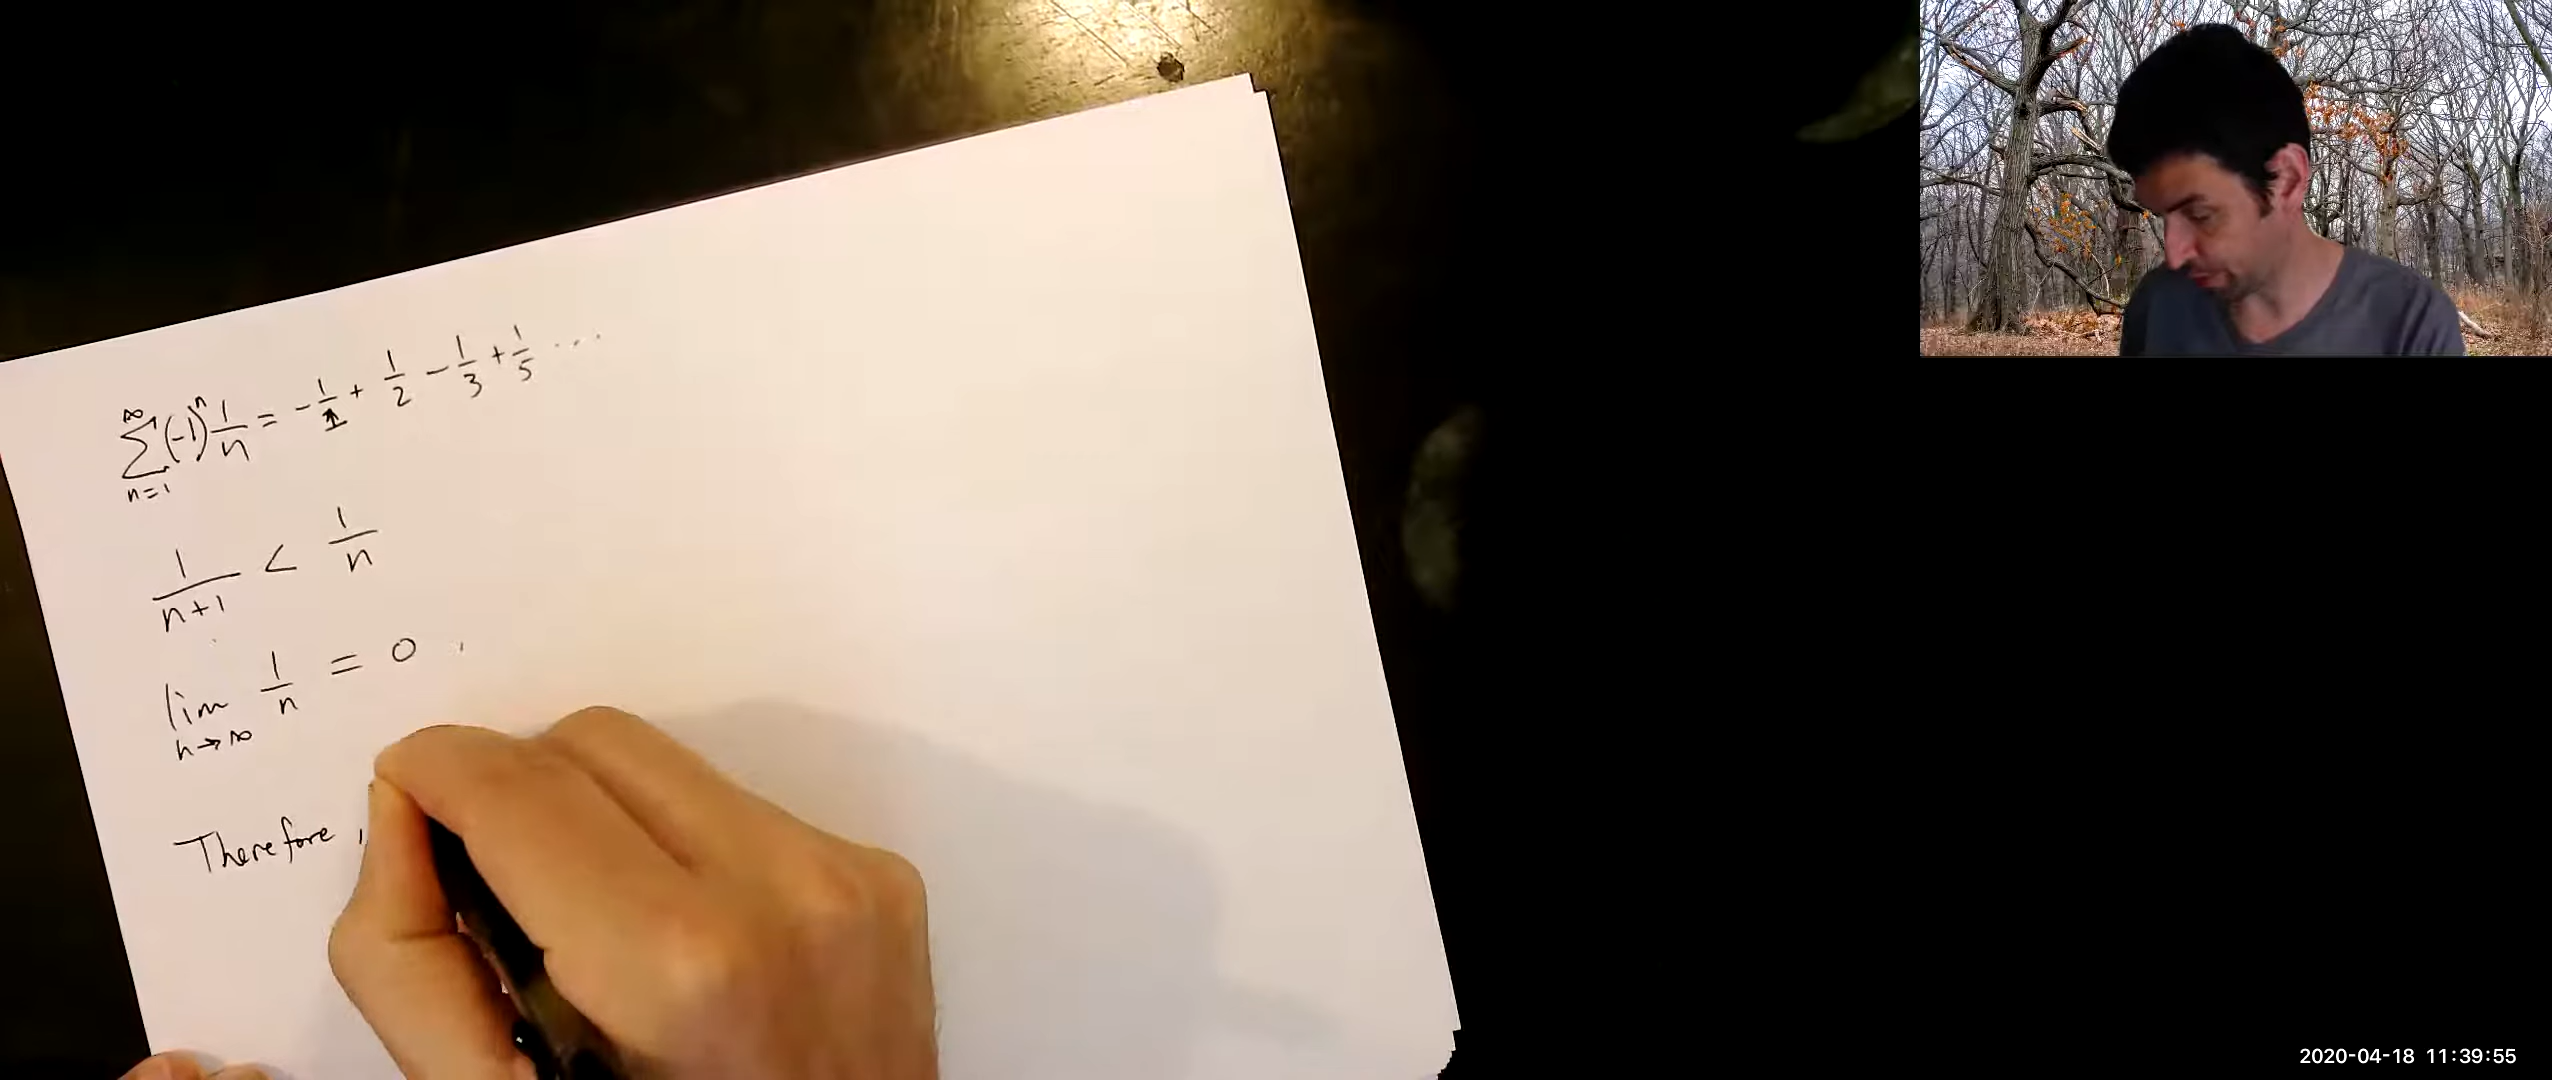 ∞
∑ (-1)ⁿ 1/n = - 1/1 + 1/2 - 1/3 + 1/5 ...
n=1
1/(n+1) < 1/n
lim 1/n = 0 .
n→∞
Therefore ,
2020-04-18 11:39:55